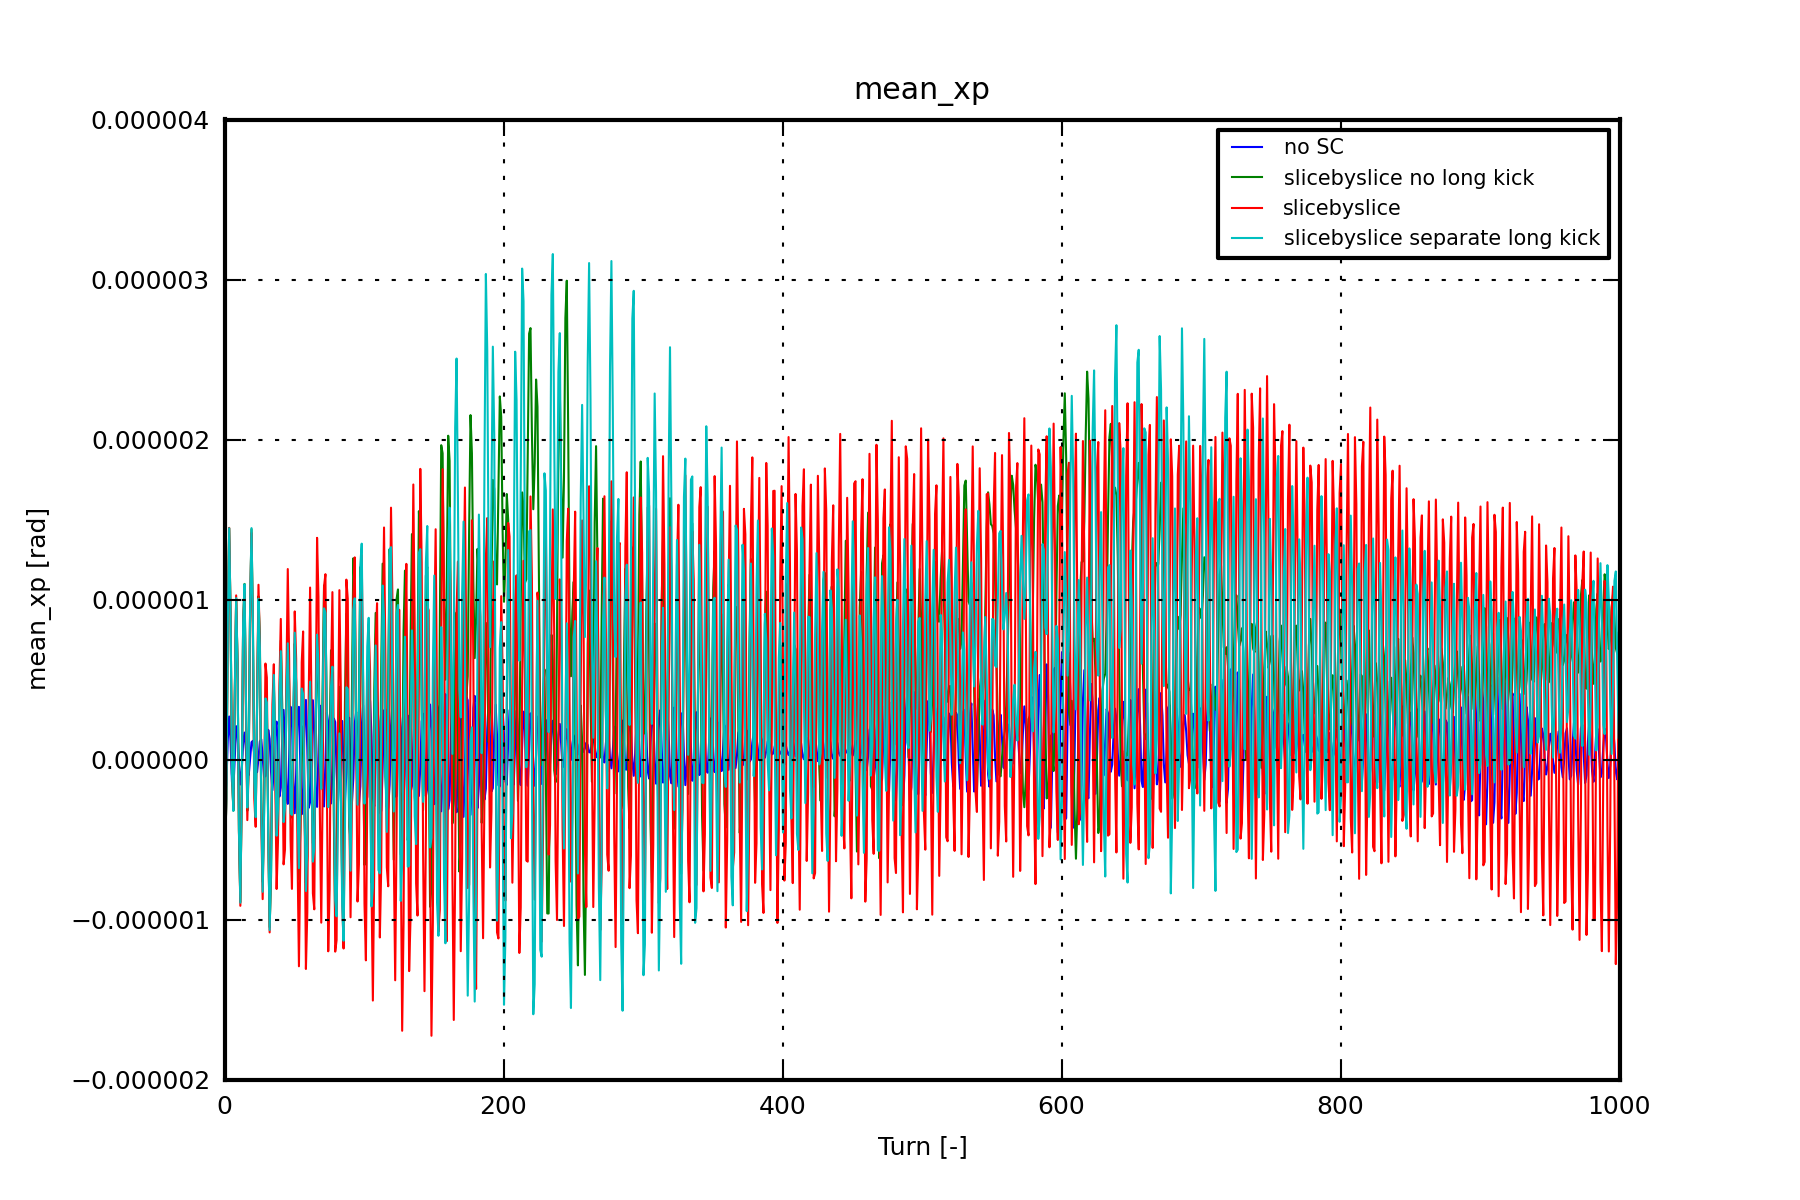 mean_xp
0.000004
0.000003
0.000002
0.000001
0.000000
−0.000001
−0.000002
mean_xp [rad]
no SC
slicebyslice no long kick
slicebyslice
slicebyslice separate long kick
0 200 400 600 800 1000
Turn [-]